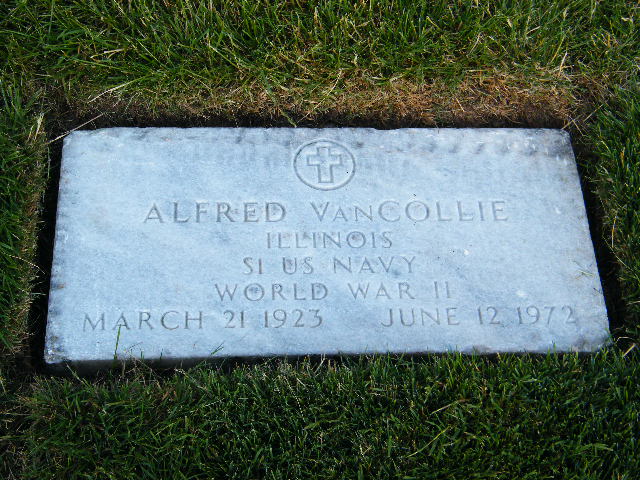 ALFRED VANCOLLIE
ILLINOIS
S1 US NAVY
WORLD WAR II
MARCH 21 1923 JUNE 12 1972